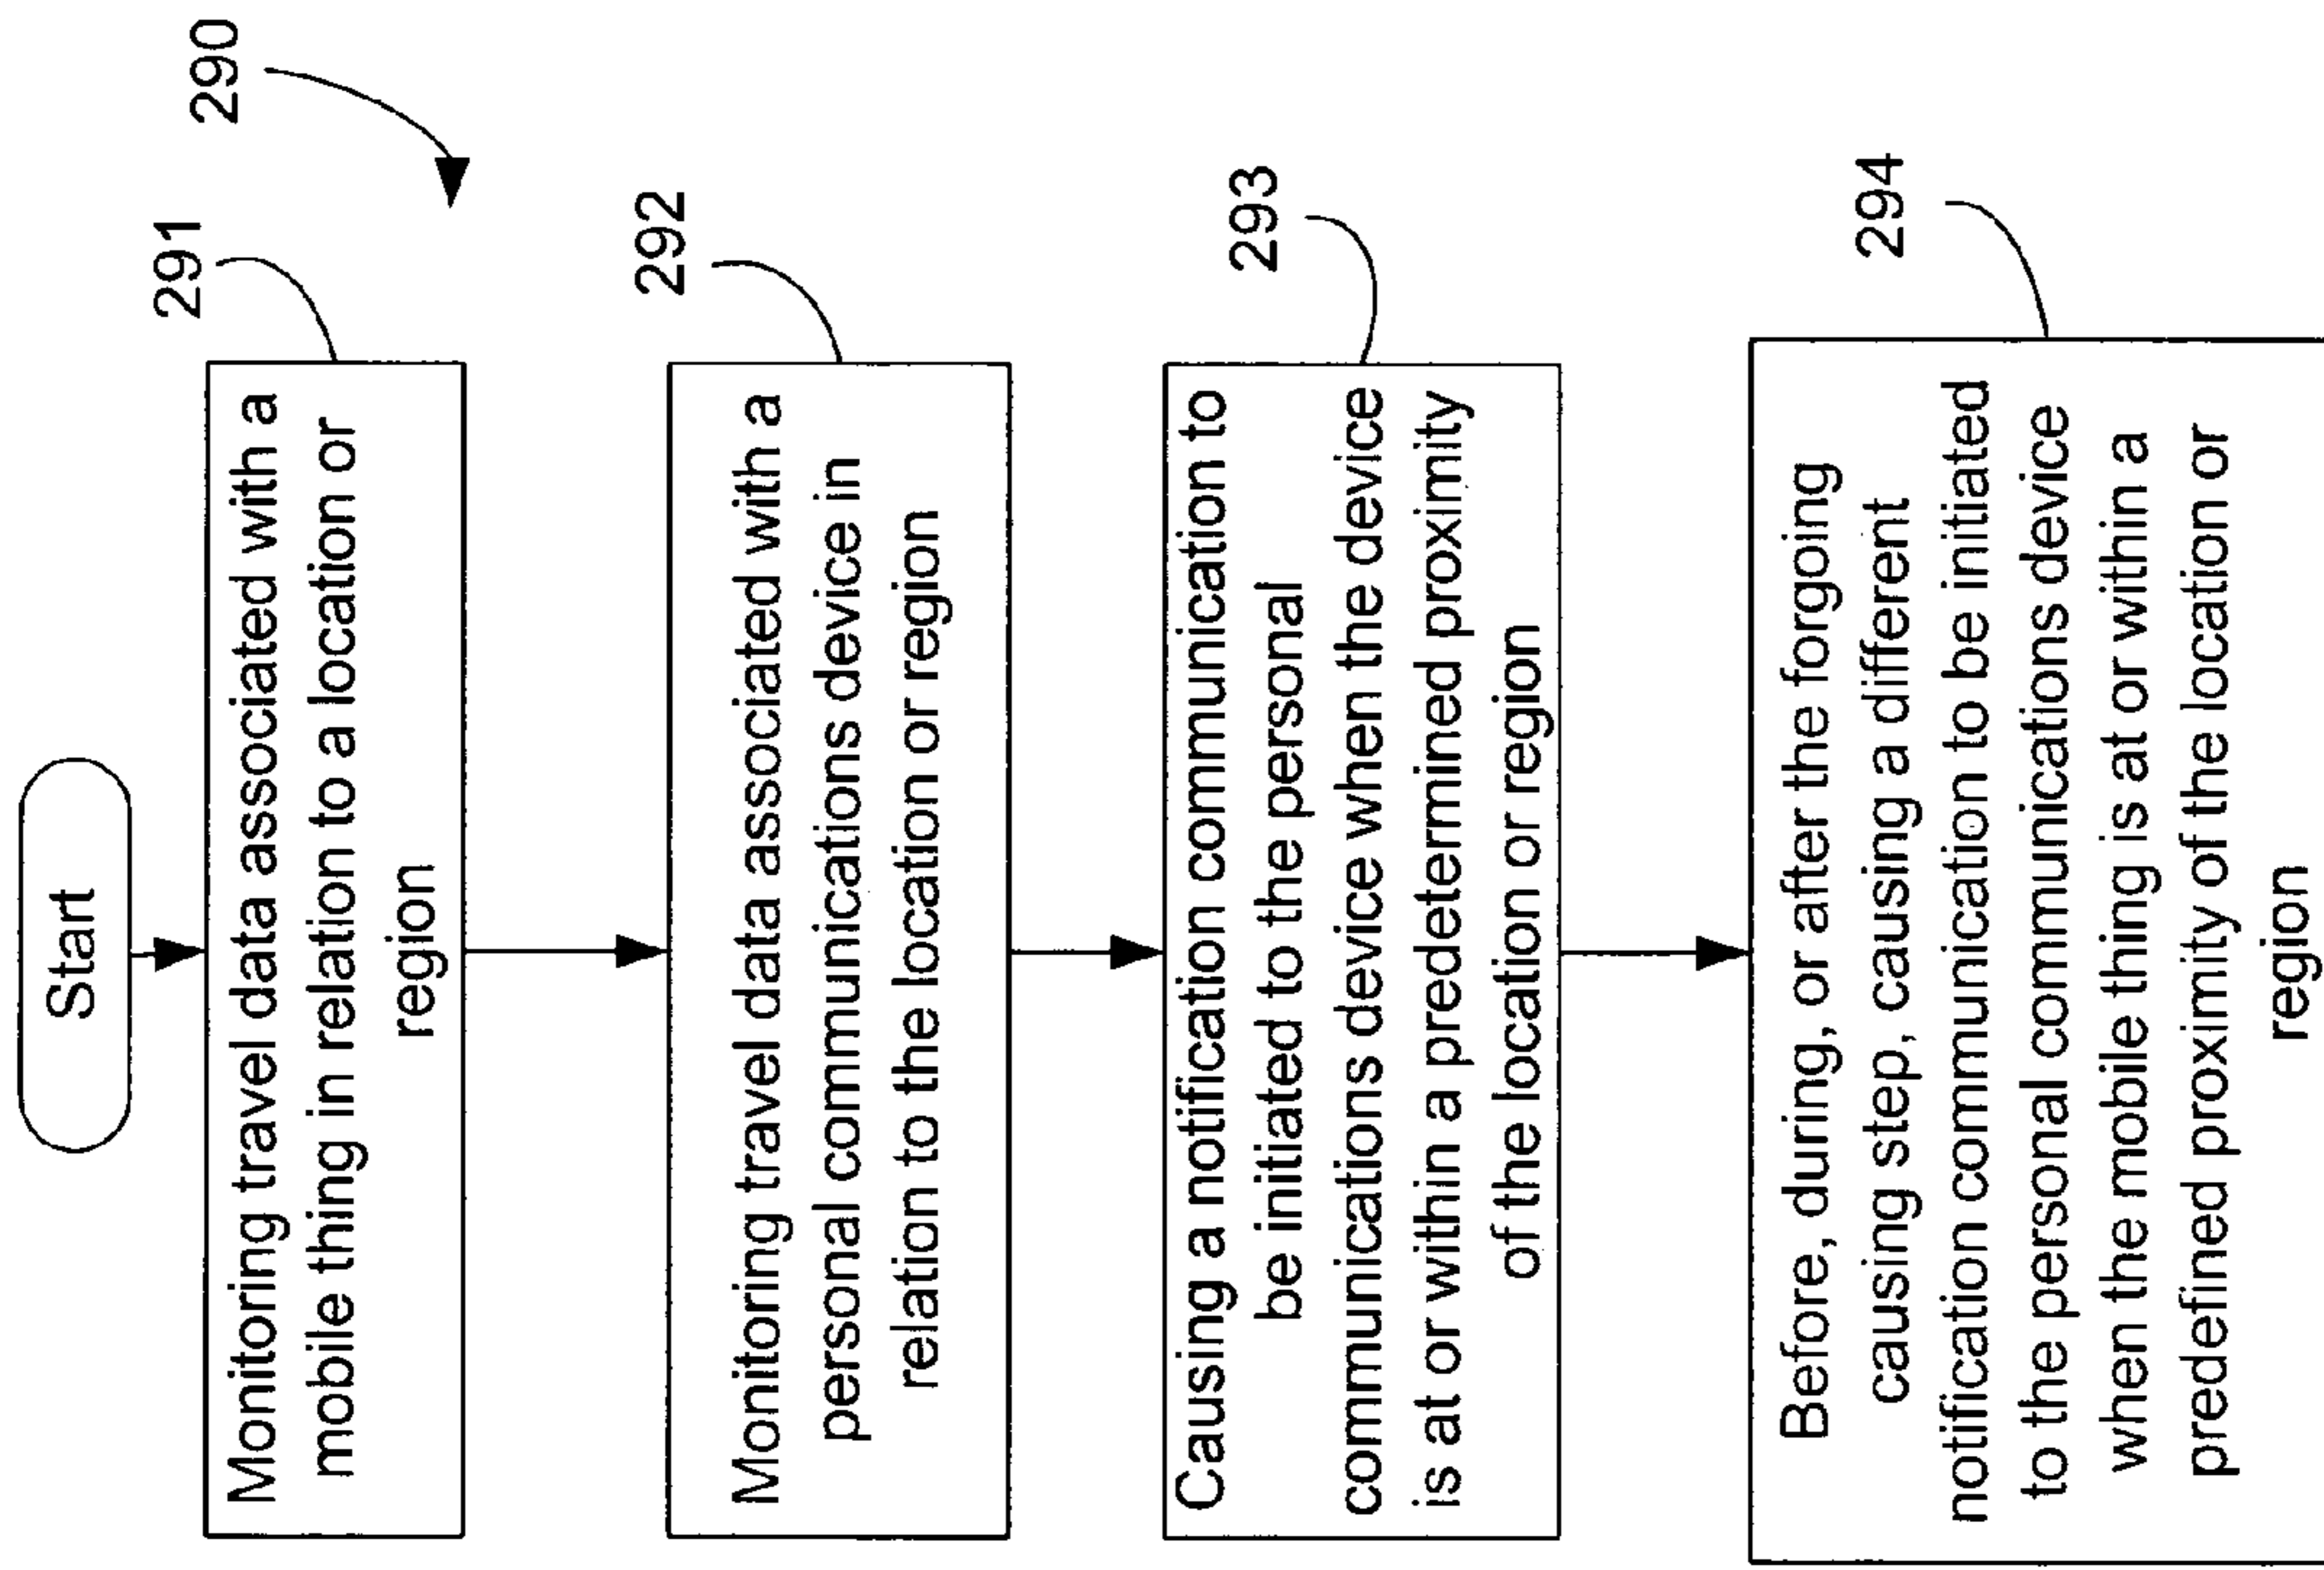 Start
290
291
Monitoring travel data associated with a
mobile thing in relation to a location or
region
292
Monitoring travel data associated with a
personal communications device in
relation to the location or region
293
Causing a notification communication to
be initiated to the personal
communications device when the device
is at or within a predetermined proximity
of the location or region
294
Before, during, or after the forgoing
causing step, causing a different
notification communication to be initiated
to the personal communications device
when the mobile thing is at or within a
predefined proximity of the location or
region